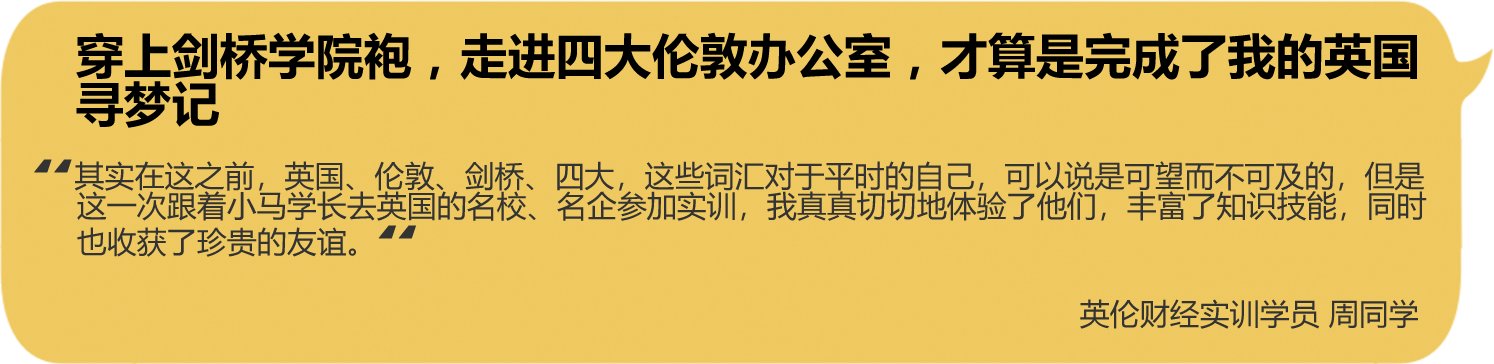 穿上剑桥学院袍，走进四大伦敦办公室，才算是完成了我的英国
寻梦记
“其实在这之前，英国、伦敦、剑桥、四大，这些词汇对于平时的自己，可以说是可望而不可及的，但是
这一次跟着小马学长去英国的名校、名企参加实训，我真真切切地体验了他们，丰富了知识技能，同时
也收获了珍贵的友谊。“
英伦财经实训学员 周同学